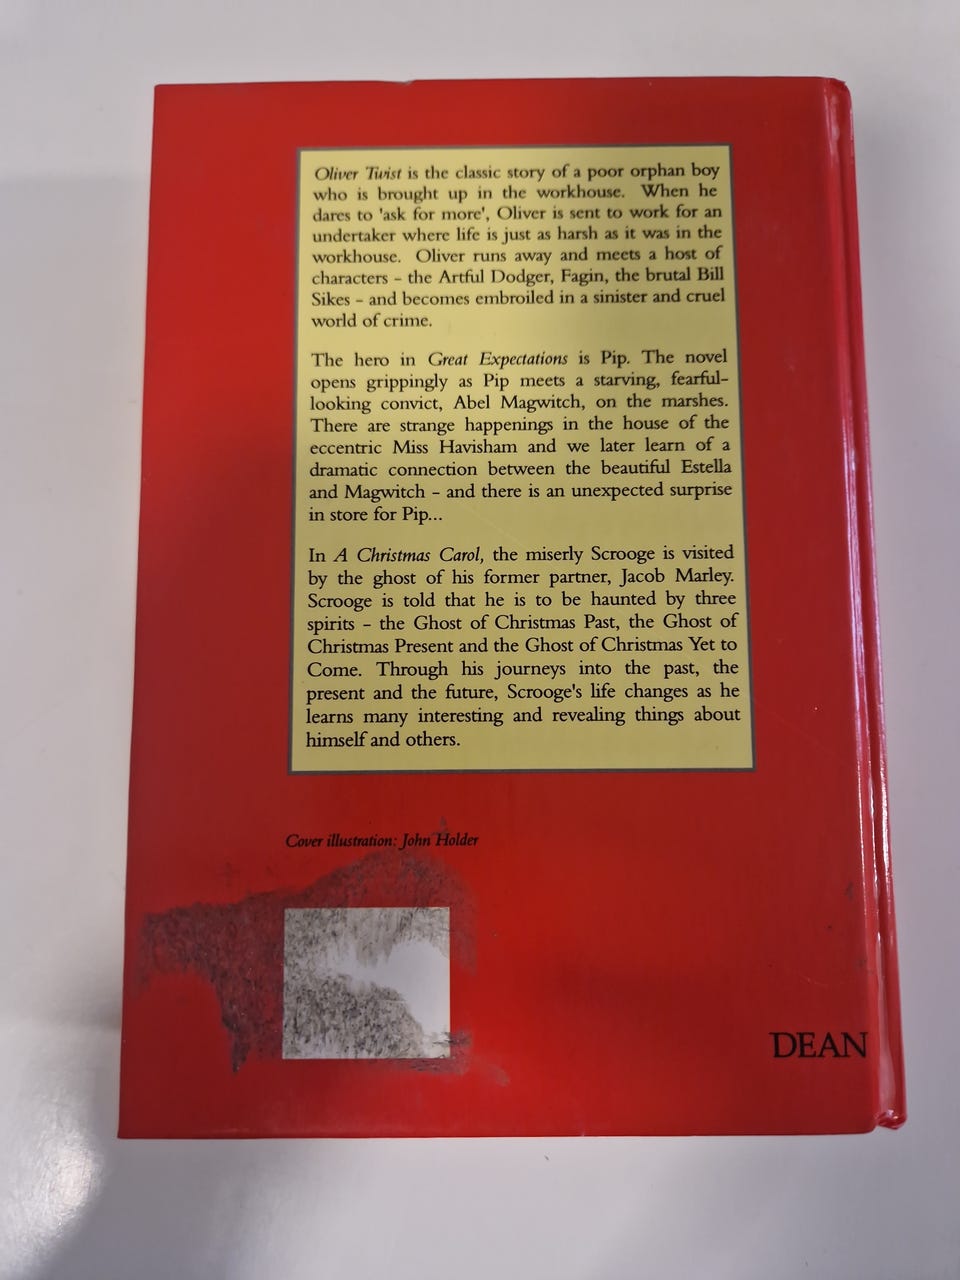 Oliver Twist is the classic story of a poor orphan boy
who is brought up in the workhouse. When he
dares to 'ask for more', Oliver is sent to work for an
undertaker where life is just as harsh as it was in the
workhouse. Oliver runs away and meets a host of
characters – the Artful Dodger, Fagin, the brutal Bill
Sikes – and becomes embroiled in a sinister and cruel
world of crime.
The hero in Great Expectations is Pip. The novel
opens grippingly as Pip meets a starving, fearful-
looking convict, Abel Magwitch, on the marshes.
There are strange happenings in the house of the
eccentric Miss Havisham and we later learn of a
dramatic connection between the beautiful Estella
and Magwitch – and there is an unexpected surprise
in store for Pip...
In A Christmas Carol, the miserly Scrooge is visited
by the ghost of his former partner, Jacob Marley.
Scrooge is told that he is to be haunted by three
spirits – the Ghost of Christmas Past, the Ghost of
Christmas Present and the Ghost of Christmas Yet to
Come. Through his journeys into the past, the
present and the future, Scrooge's life changes as he
learns many interesting and revealing things about
himself and others.
Cover illustration: John Holder
DEAN